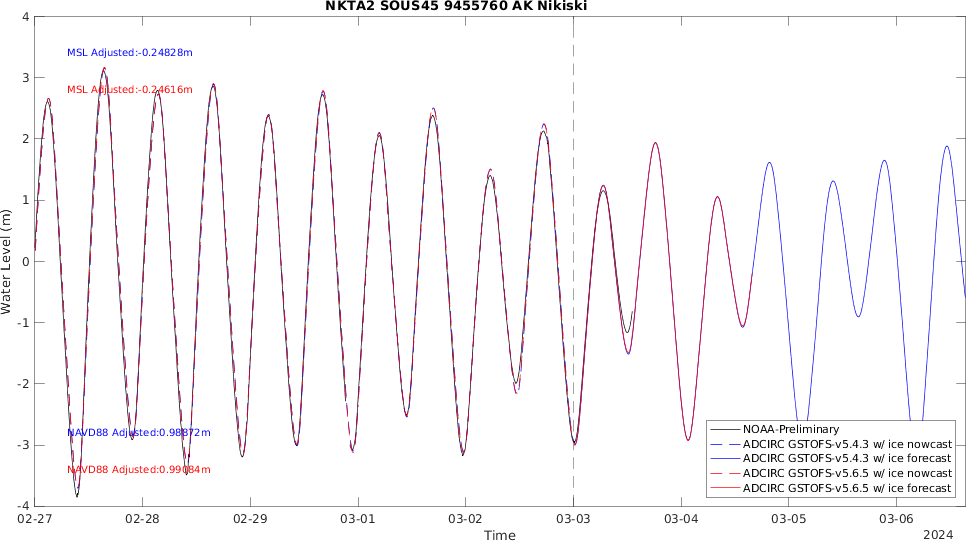 NKTA2 SOUS45 9455760 AK Nikiski
4
3
2
1
0
-1
-2
-3
-4
Water Level (m)
MSL Adjusted:-0.24828m
MSL Adjusted:-0.24616m
NAVD88 Adjusted:0.98872m
NAVD88 Adjusted:0.99084m
NOAA-Preliminary
ADCIRC GSTOFS-v5.4.3 w/ ice nowcast
ADCIRC GSTOFS-v5.4.3 w/ ice forecast
ADCIRC GSTOFS-v5.6.5 w/ ice nowcast
ADCIRC GSTOFS-v5.6.5 w/ ice forecast
02-27 02-28 02-29 03-01 03-02 03-03 03-04 03-05 03-06
Time
2024